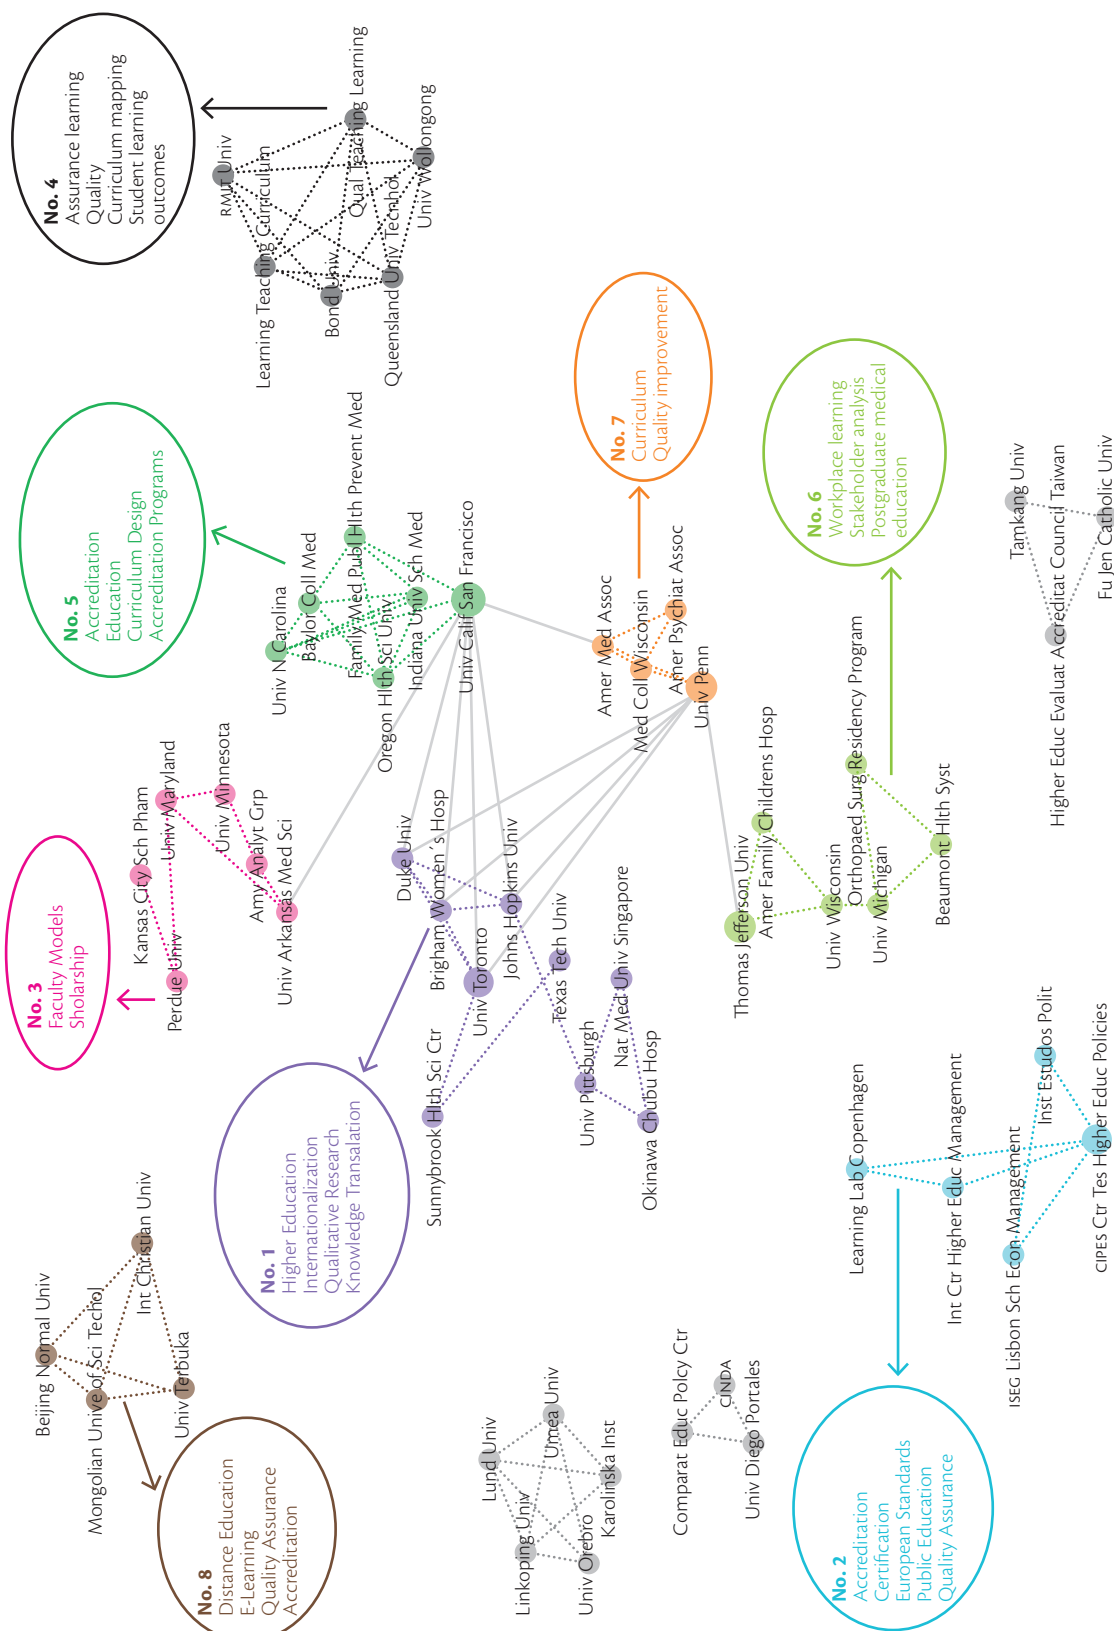 No. 8
Distance Education
E-Learning
Quality Assurance
Accreditation
Beijing Normal Univ
Mongolian Unive of Sci Techol
Int Christian Univ
Univ Terbuka
No. 3
Faculty Models
Sholarship
Kansas City Sch Pham
Perdue Univ
Univ Maryland
Univ Minnesota
Amy Analyt Grp
Univ Arkansas Med Sci
No. 5
Accreditation
Education
Curriculum Design
Accreditation Programs
Univ N Carolina
Baylor Coll Med
Family Med Publ Hlth Prevent Med
Oregon Hlth Sci Univ
Indiana Univ Sch Med
Univ Calif San Francisco
No. 4
Assurance learning
Quality
Curriculum mapping
Student learning
outcomes
RMIT Univ
Learning Teaching Curriculum
Bond Univ
Qual Teaching Learning
Queensland Univ Tecnhol
Univ Wollongong
No. 1
Higher Education
Internationalization
Qualitative Research
Knowledge Transalation
Duke Univ
Brigham Women´s Hosp
Sunnybrook Hlth Sci Ctr
Univ Toronto
Johns Hopkins Univ
Texas Tech Univ
Univ Pittsburgh
Nat Med Univ Singapore
Okinawa Chubu Hosp
No. 7
Curriculum
Quality improvement
Amer Med Assoc
Med Coll Wisconsin
Amer Psychiat Assoc
Univ Penn
Lund Univ
Linkoping Univ
Umea Univ
Univ Orebro
Karolinska Inst
Comparat Educ Polcy Ctr
CINDA
Univ Diego Portales
Thomas Jefferson Univ
Amer Family Childrens Hosp
Univ Wisconsin
Orthopaed Surg Residency Program
Univ Michigan
Beaumont Hlth Syst
No. 6
Workplace learning
Stakeholder analysis
Postgraduate medical
education
No. 2
Accreditation
Certification
European Standards
Public Education
Quality Assurance
Learning Lab Copenhagen
Int Ctr Higher Educ Management
ISEG Lisbon Sch Econ Management
Inst Estudos Polit
CIPES Ctr Tes Higher Educ Policies
Tamkang Univ
Higher Educ Evaluat Accreditat Council Taiwan
Fu Jen Catholic Univ